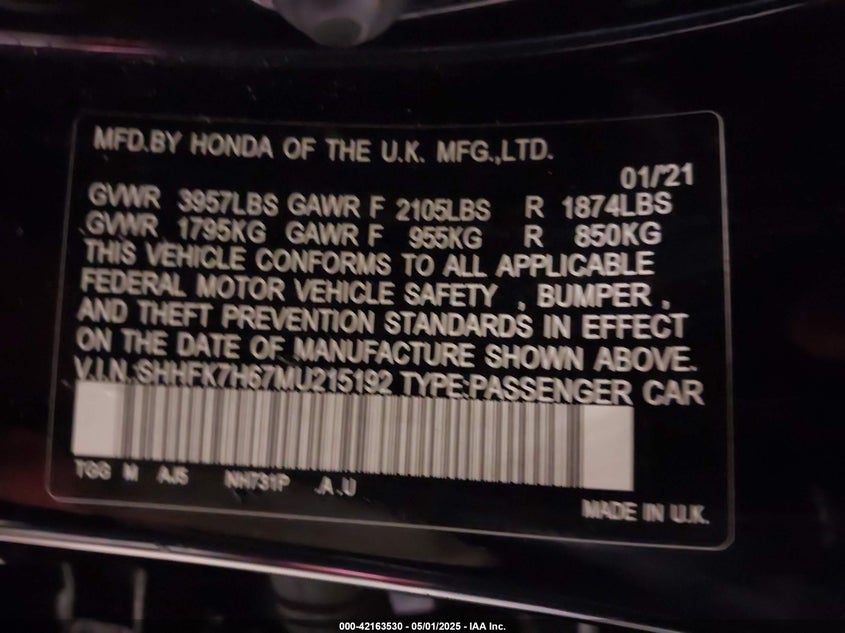 MFD.BY HONDA OF THE U.K. MFG.,LTD.
01/'21
GVWR 3957LBS GAWR F 2105LBS R 1874LBS
GVWR 1795KG GAWR F 955KG R 850KG
THIS VEHICLE CONFORMS TO ALL APPLICABLE
FEDERAL MOTOR VEHICLE SAFETY , BUMPER ,
AND THEFT PREVENTION STANDARDS IN EFFECT
ON THE DATE OF MANUFACTURE SHOWN ABOVE.
V.I.N.:SHHFK7H67MU215192 TYPE:PASSENGER CAR
TGG M AJ5 NH731P .A .U
MADE IN U.K.
000-42163530 - 05/01/2025 - IAA Inc.